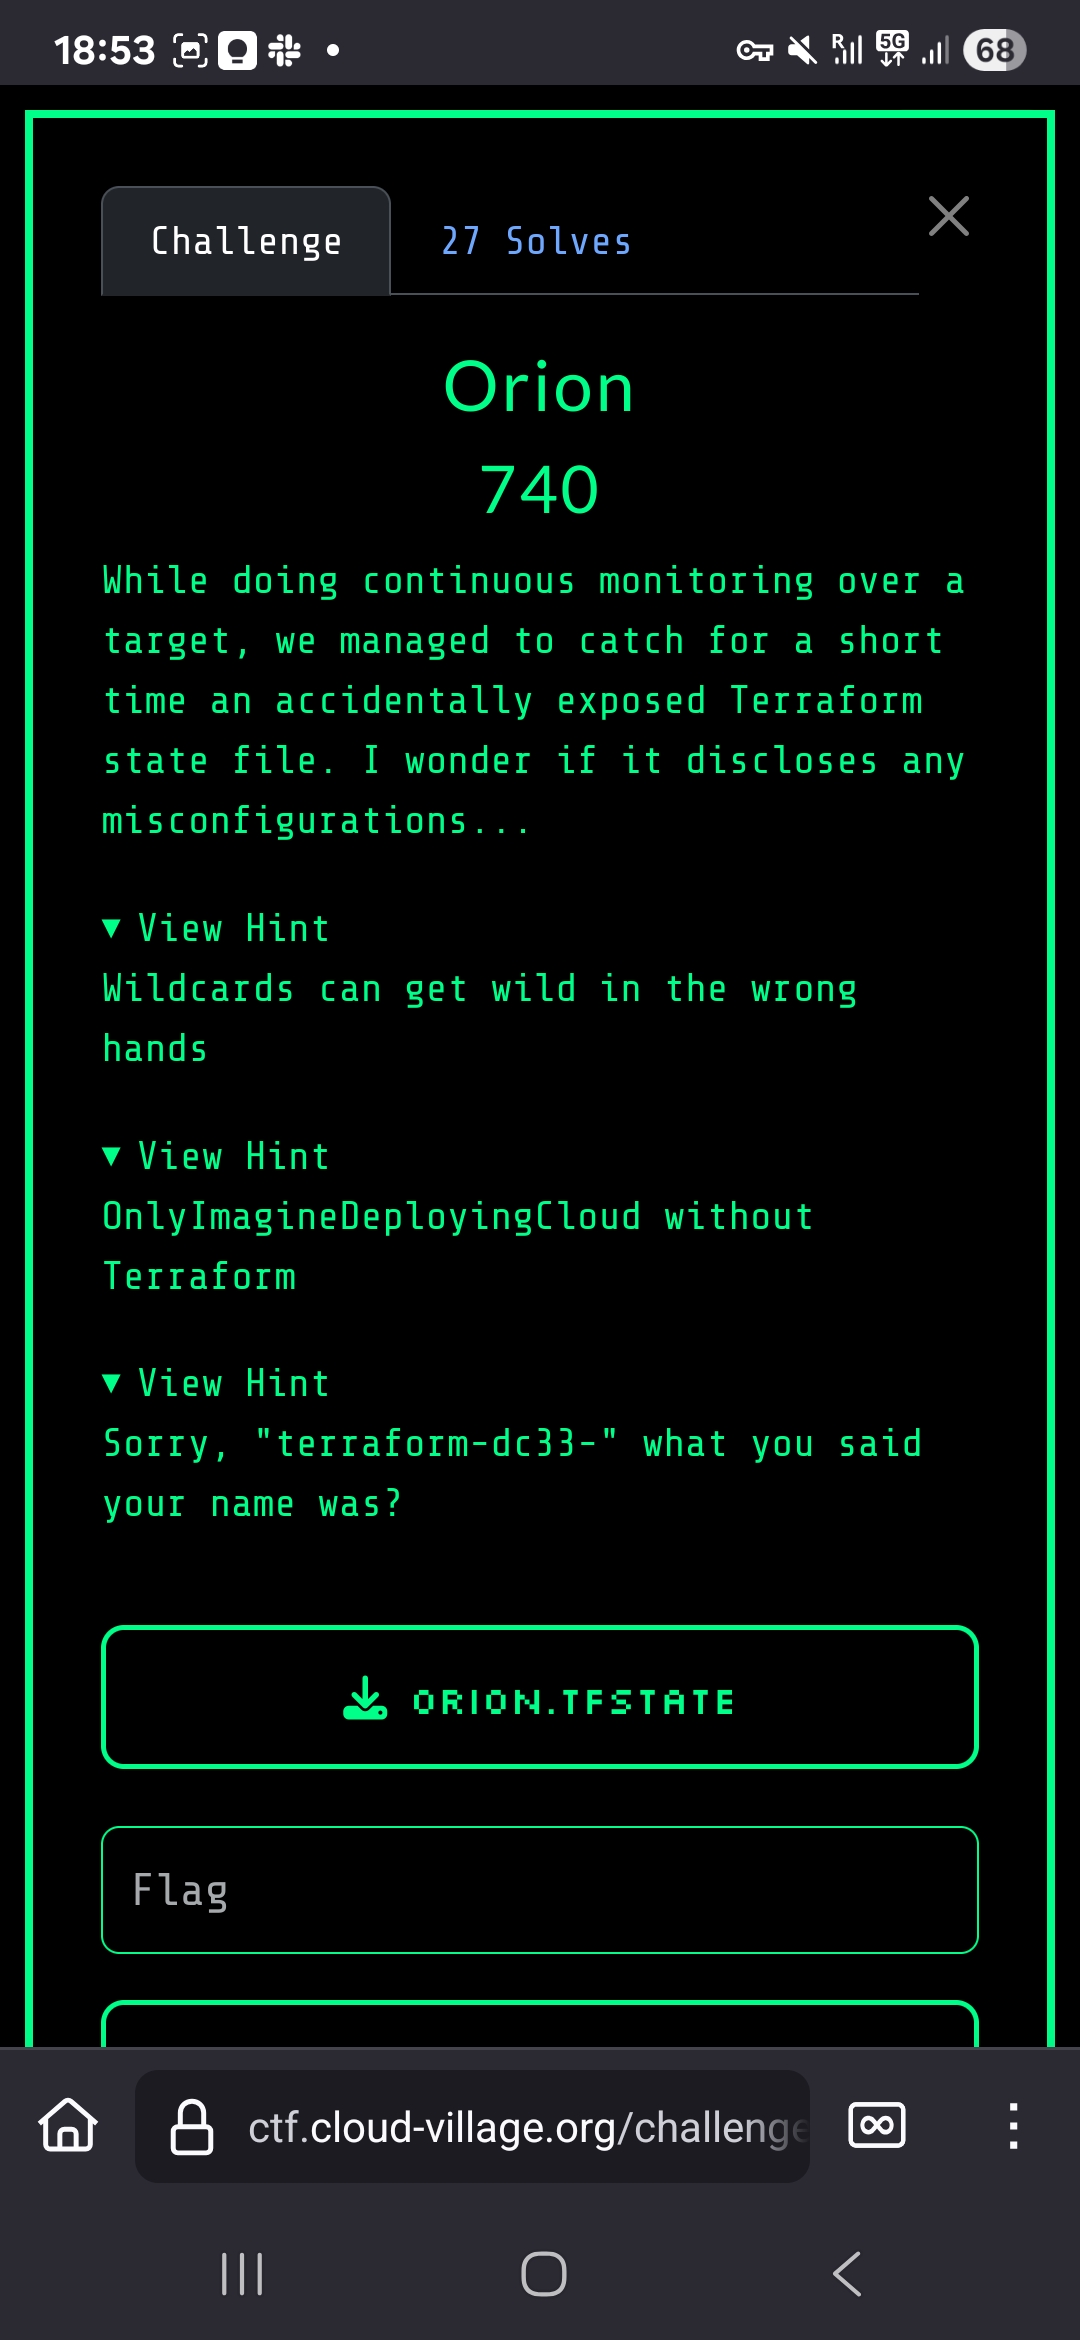 18:53
R
5G
68
Challenge
27 Solves
Orion
740
While doing continuous monitoring over a
target, we managed to catch for a short
time an accidentally exposed Terraform
state file. I wonder if it discloses any
misconfigurations...
▼ View Hint
Wildcards can get wild in the wrong
hands
▼ View Hint
OnlyImagineDeployingCloud without
Terraform
▼ View Hint
Sorry, "terraform-dc33-" what you said
your name was?
ORION.TFSTATE
Flag
ctf.cloud-village.org/challenge